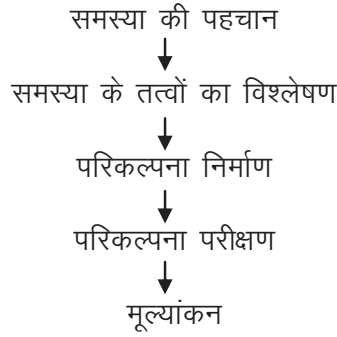 समस्या की पहचान
समस्या के तत्वों का विश्लेषण
परिकल्पना निर्माण
परिकल्पना परीक्षण
मूल्यांकन